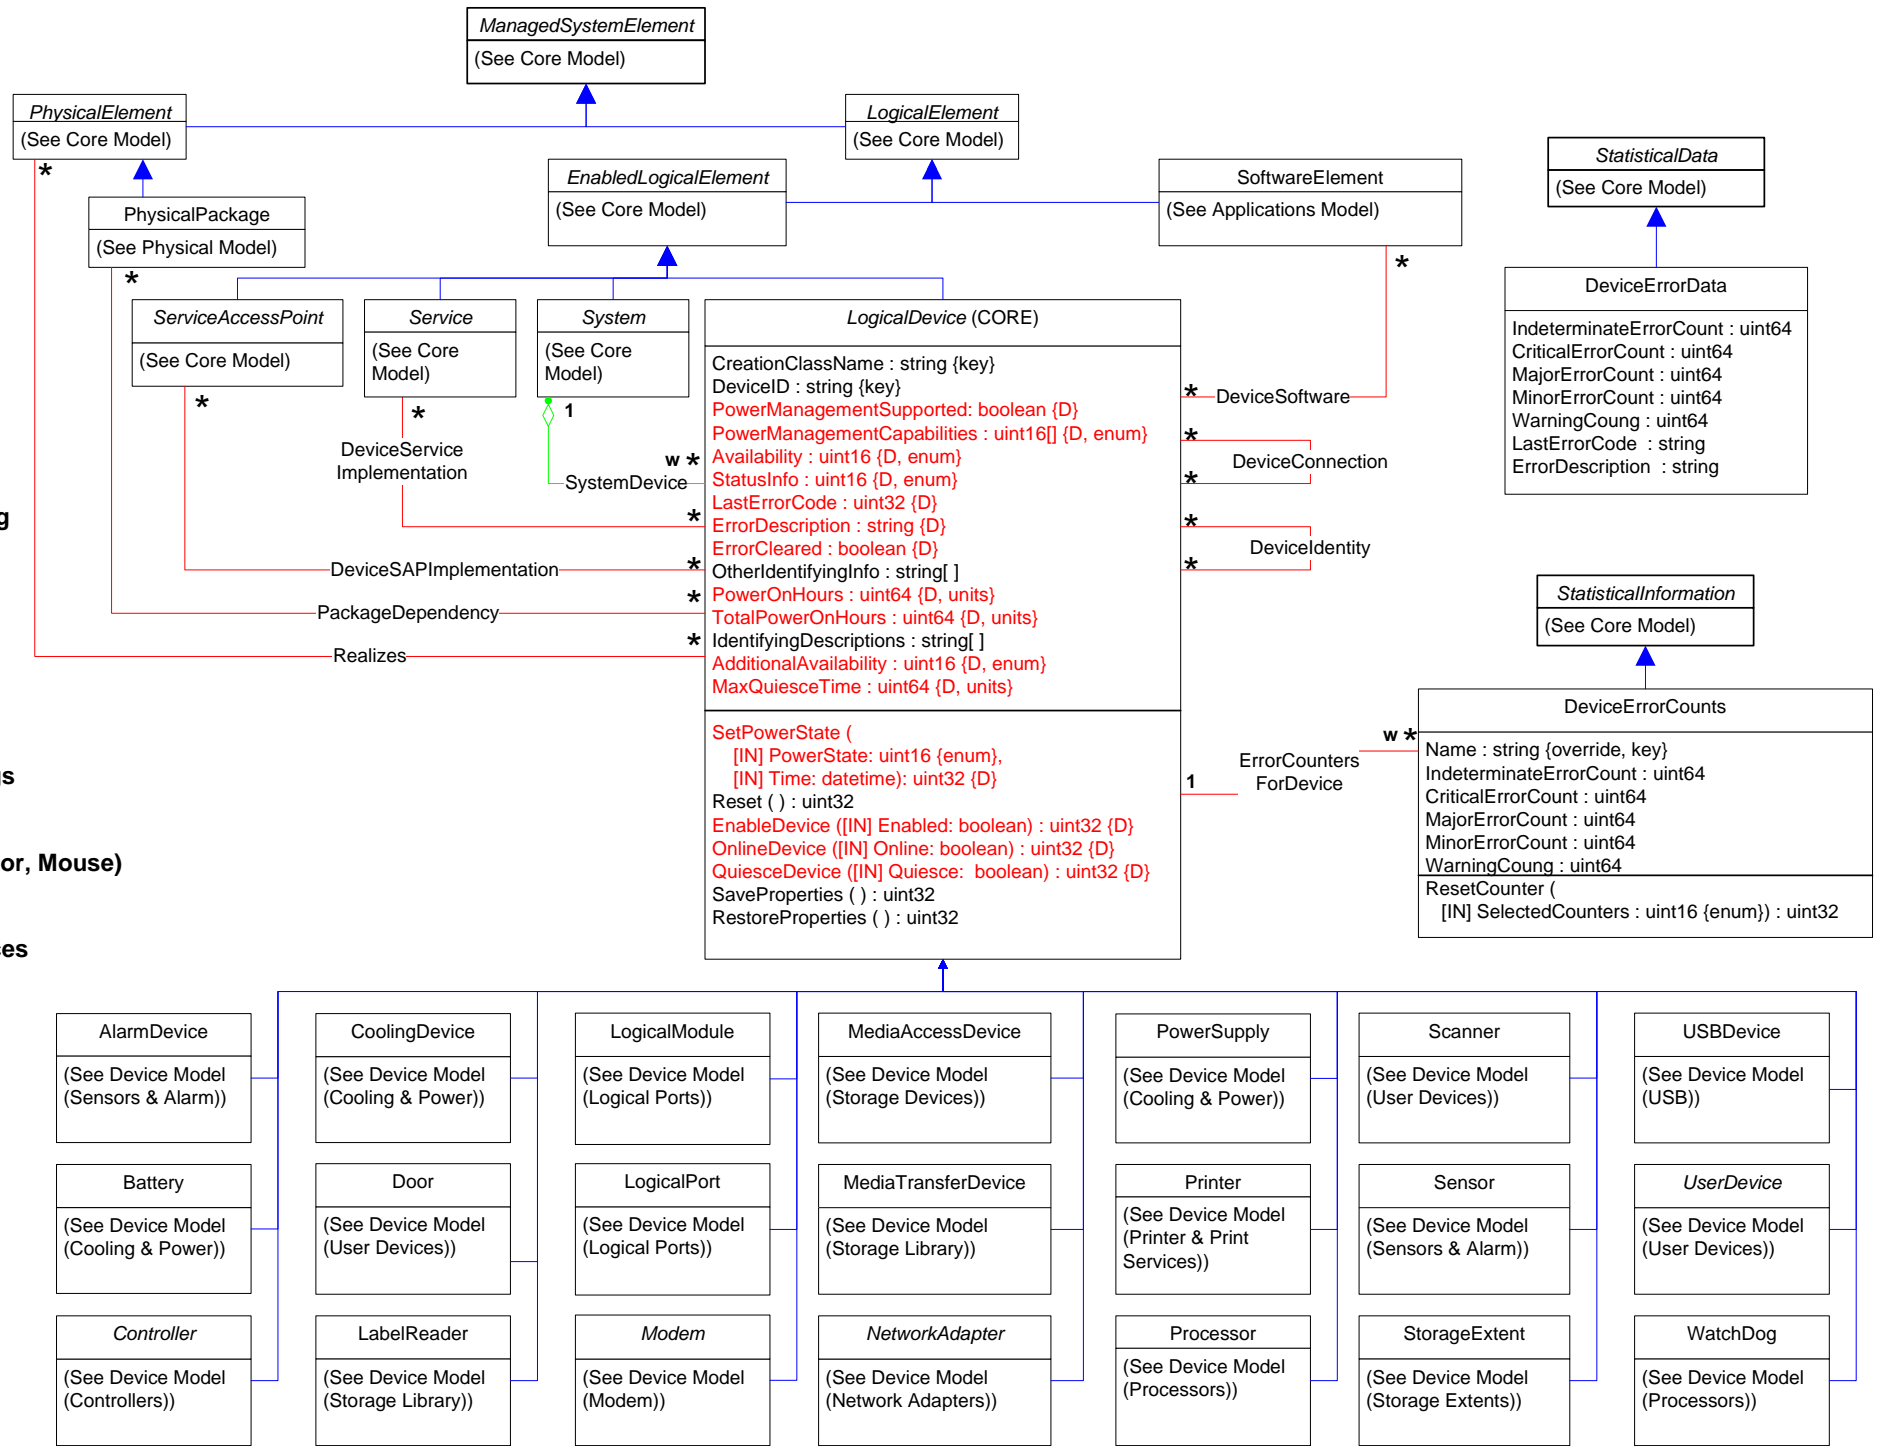 ManagedSystemElement
(See Core Model)
PhysicalElement
(See Core Model)
LogicalElement
(See Core Model)
StatisticalData
(See Core Model)
EnabledLogicalElement
(See Core Model)
SoftwareElement
(See Applications Model)
*
PhysicalPackage
(See Physical Model)
*
*
ServiceAccessPoint
(See Core Model)
*
Service
(See Core
Model)
*
System
(See Core
Model)
1
DeviceErrorData
IndeterminateErrorCount : uint64
CriticalErrorCount : uint64
MajorErrorCount : uint64
MinorErrorCount : uint64
WarningCoung : uint64
LastErrorCode : string
ErrorDescription : string
LogicalDevice (CORE)
CreationClassName : string {key}
DeviceID : string {key}
PowerManagementSupported: boolean {D}
PowerManagementCapabilities : uint16[] {D, enum}
Availability : uint16 {D, enum}
StatusInfo : uint16 {D, enum}
LastErrorCode : uint32 {D}
ErrorDescription : string {D}
ErrorCleared : boolean {D}
OtherIdentifyingInfo : string[ ]
PowerOnHours : uint64 {D, units}
TotalPowerOnHours : uint64 {D, units}
IdentifyingDescriptions : string[ ]
AdditionalAvailability : uint16 {D, enum}
MaxQuiesceTime : uint64 {D, units}
SetPowerState (
[IN] PowerState: uint16 {enum},
[IN] Time: datetime): uint32 {D}
Reset ( ) : uint32
EnableDevice ([IN] Enabled: boolean) : uint32 {D}
OnlineDevice ([IN] Online: boolean) : uint32 {D}
QuiesceDevice ([IN] Quiesce: boolean) : uint32 {D}
SaveProperties ( ) : uint32
RestoreProperties ( ) : uint32
*
DeviceSoftware
*
DeviceConnection
*
*
DeviceIdentity
*
DeviceService
Implementation
w *
SystemDevice
*
DeviceSAPImplementation
*
PackageDependency
*
Realizes
*
g
gs
or, Mouse)
ces
StatisticalInformation
(See Core Model)
DeviceErrorCounts
Name : string {override, key}
IndeterminateErrorCount : uint64
CriticalErrorCount : uint64
MajorErrorCount : uint64
MinorErrorCount : uint64
WarningCoung : uint64
ResetCounter (
[IN] SelectedCounters : uint16 {enum}) : uint32
w *
ErrorCounters
ForDevice
1
AlarmDevice
(See Device Model
(Sensors & Alarm))
CoolingDevice
(See Device Model
(Cooling & Power))
LogicalModule
(See Device Model
(Logical Ports))
MediaAccessDevice
(See Device Model
(Storage Devices))
PowerSupply
(See Device Model
(Cooling & Power))
Scanner
(See Device Model
(User Devices))
USBDevice
(See Device Model
(USB))
Battery
(See Device Model
(Cooling & Power))
Door
(See Device Model
(User Devices))
LogicalPort
(See Device Model
(Logical Ports))
MediaTransferDevice
(See Device Model
(Storage Library))
Printer
(See Device Model
(Printer & Print
Services))
Sensor
(See Device Model
(Sensors & Alarm))
UserDevice
(See Device Model
(User Devices))
Controller
(See Device Model
(Controllers))
LabelReader
(See Device Model
(Storage Library))
Modem
(See Device Model
(Modem))
NetworkAdapter
(See Device Model
(Network Adapters))
Processor
(See Device Model
(Processors))
StorageExtent
(See Device Model
(Storage Extents))
WatchDog
(See Device Model
(Processors))